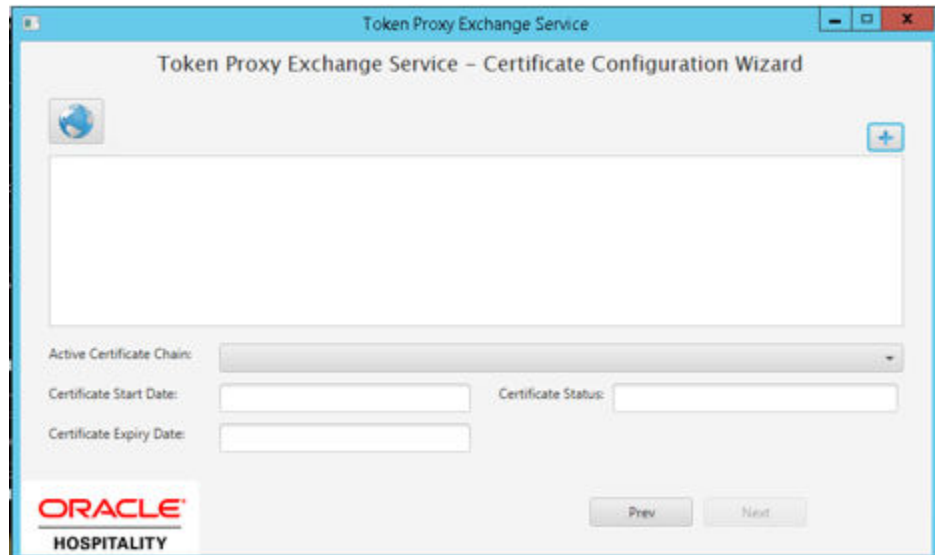 Token Proxy Exchange Service
Token Proxy Exchange Service – Certificate Configuration Wizard
Active Certificate Chain:
Certificate Start Date:
Certificate Status:
Certificate Expiry Date:
Prev
Next
ORACLE®
HOSPITALITY